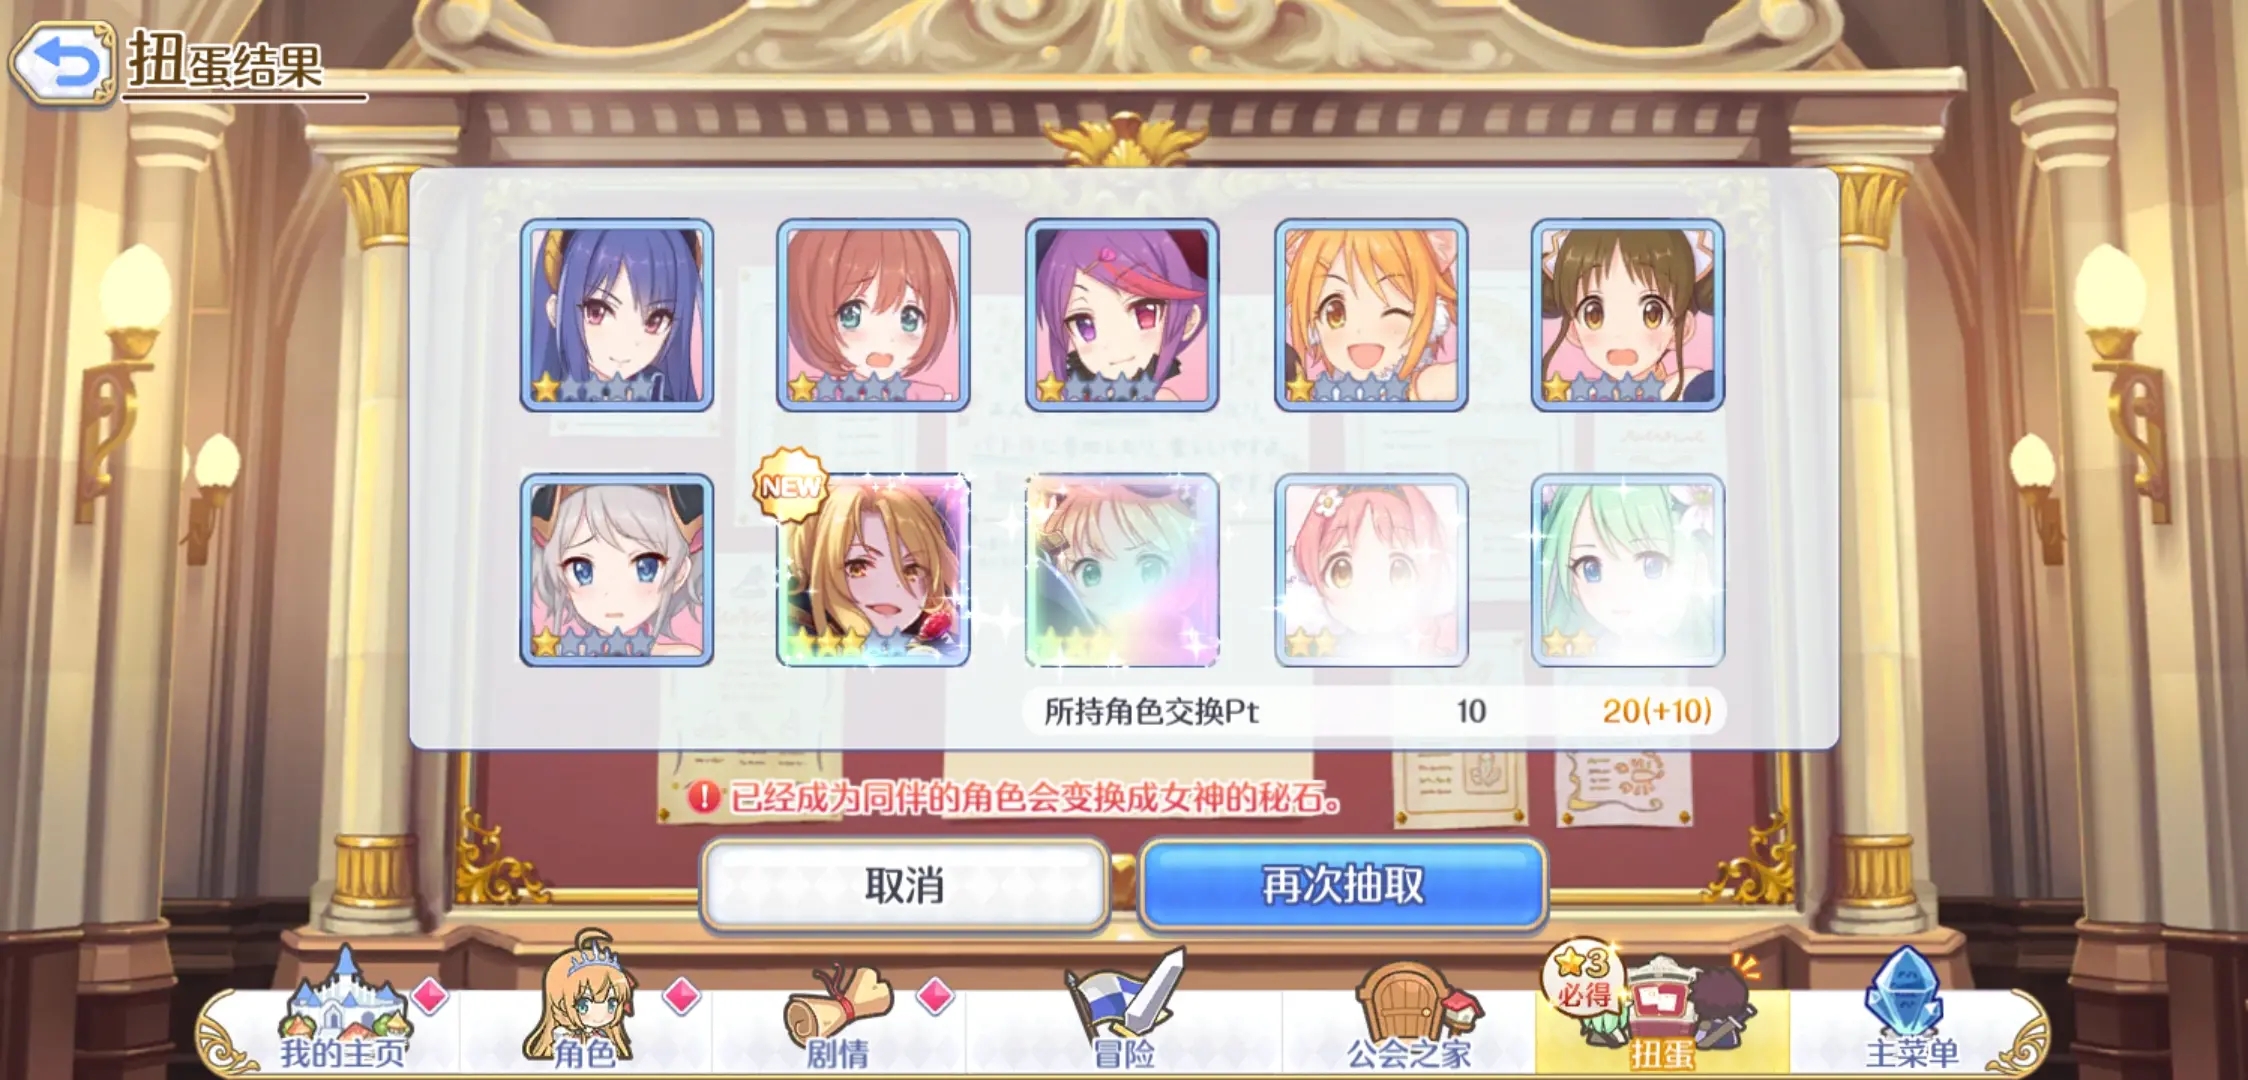 扭蛋结果
NEW
所持角色交换Pt 10 20(+10)
已经成为同伴的角色会变换成女神的秘石。
取消
再次抽取
3
必得
我的主页
角色
剧情
冒险
公会之家
扭蛋
主菜单